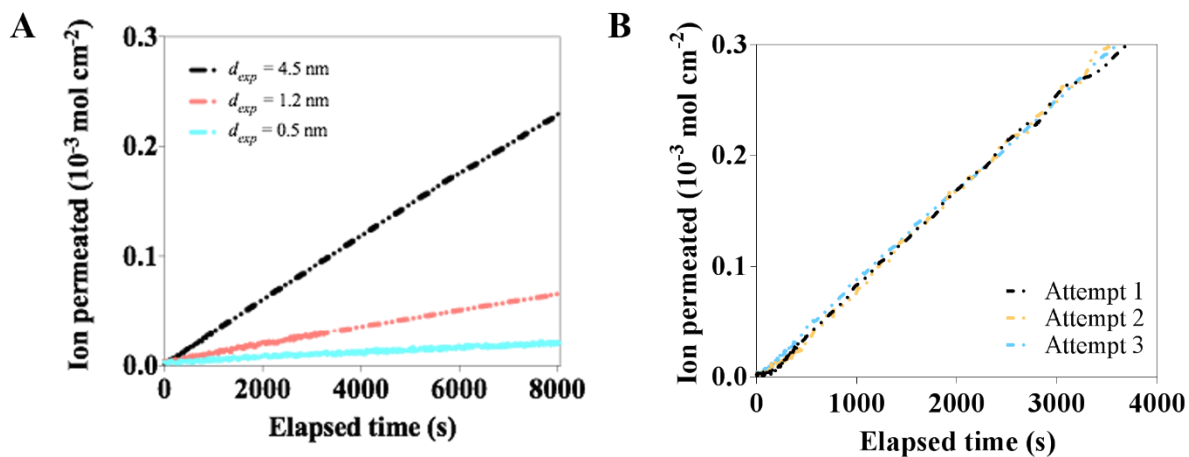 A
Ion permeated (10⁻³ mol cm⁻²)
0.3
0.2
0.1
0.0
d_exp = 4.5 nm
d_exp = 1.2 nm
d_exp = 0.5 nm
0 2000 4000 6000 8000
Elapsed time (s)
B
Ion permeated (10⁻³ mol cm⁻²)
0.3
0.2
0.1
0.0
Attempt 1
Attempt 2
Attempt 3
0 1000 2000 3000 4000
Elapsed time (s)